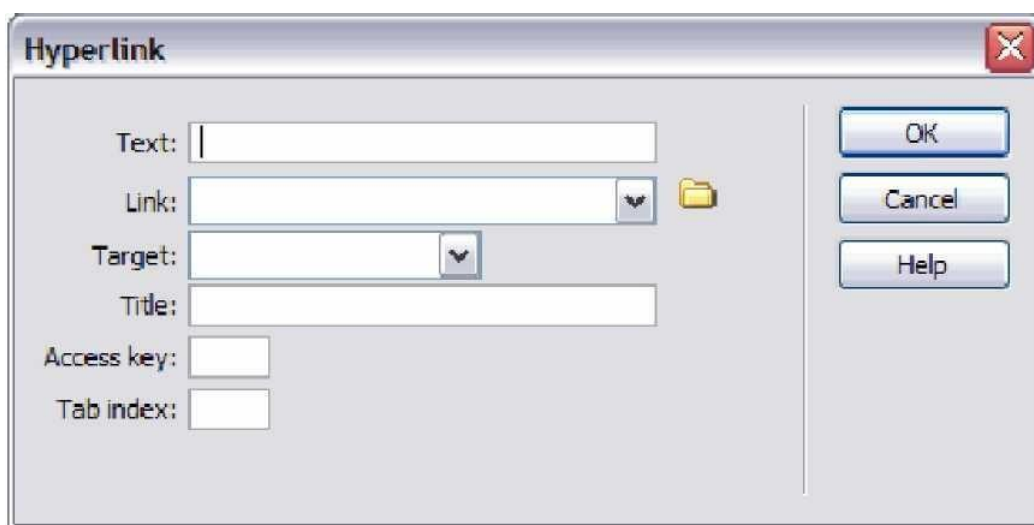 Hyperlink
Text:
Link:
Target:
Title:
Access key:
Tab index:
OK
Cancel
Help